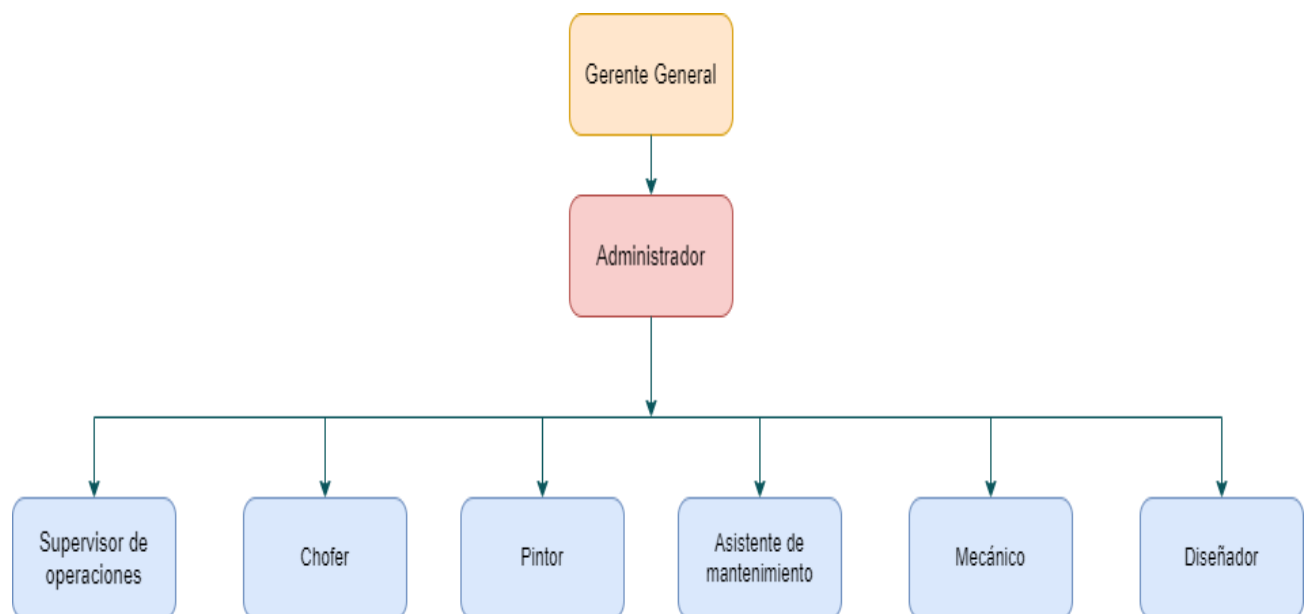 Gerente General
Administrador
Supervisor de
operaciones
Chofer
Pintor
Asistente de
mantenimiento
Mecánico
Diseñador